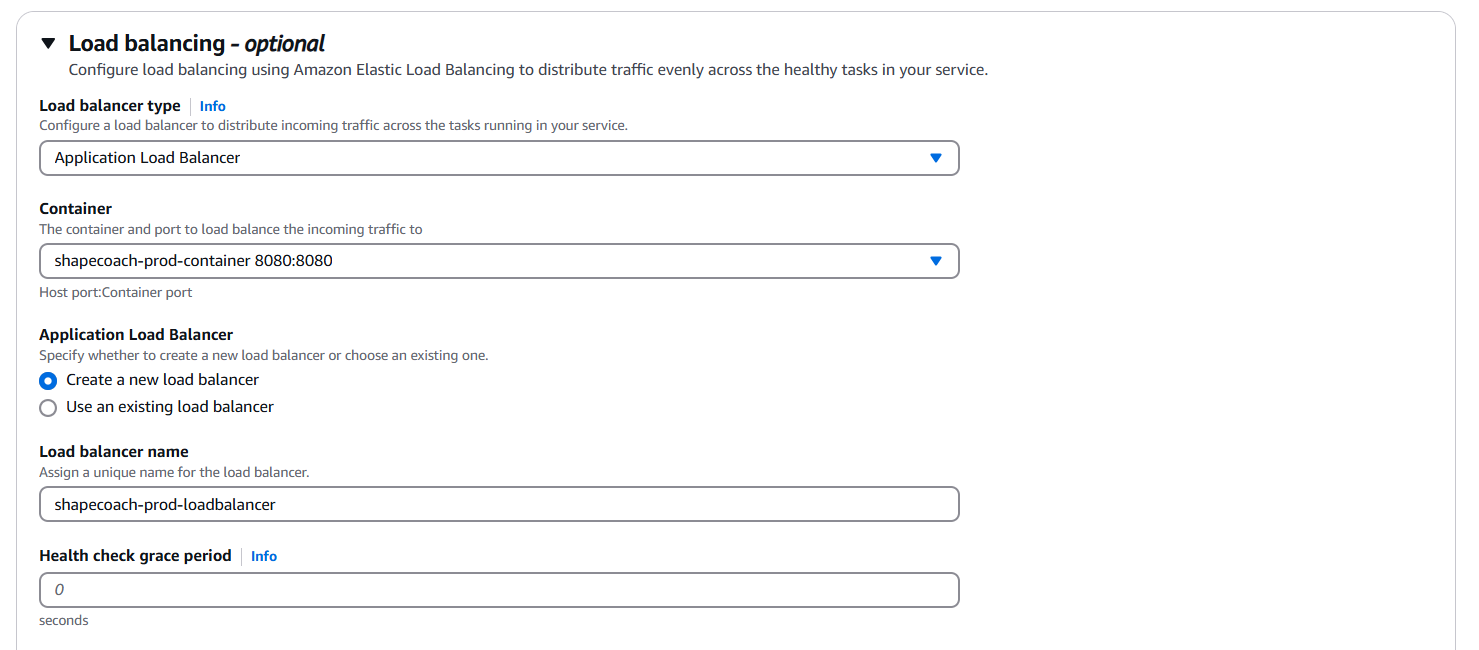 Load balancing - optional
Configure load balancing using Amazon Elastic Load Balancing to distribute traffic evenly across the healthy tasks in your service.
Load balancer type Info
Configure a load balancer to distribute incoming traffic across the tasks running in your service.
Application Load Balancer
Container
The container and port to load balance the incoming traffic to
shapecoach-prod-container 8080:8080
Host port:Container port
Application Load Balancer
Specify whether to create a new load balancer or choose an existing one.
Create a new load balancer
Use an existing load balancer
Load balancer name
Assign a unique name for the load balancer.
shapecoach-prod-loadbalancer
Health check grace period Info
0
seconds